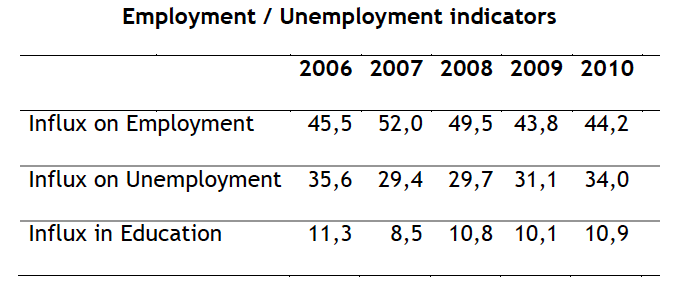 Employment / Unemployment indicators
2006 2007 2008 2009 2010
Influx on Employment 45,5 52,0 49,5 43,8 44,2
Influx on Unemployment 35,6 29,4 29,7 31,1 34,0
Influx in Education 11,3 8,5 10,8 10,1 10,9